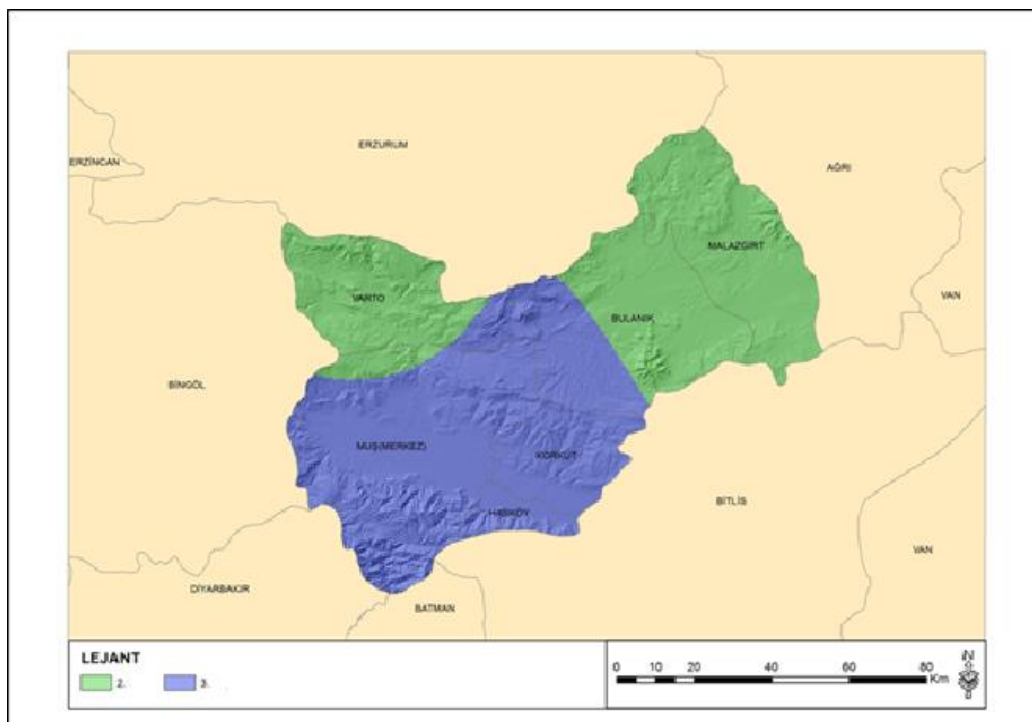 ERZURUM
ERZİNCAN
AĞRI
MALAZGİRT
VARTO
VAN
BULANIK
BİNGÖL
MUŞ(MERKEZ)
KORKUT
BİTLİS
HASKÖY
VAN
DİYARBAKIR
BATMAN
LEJANT
2. 3.
0 5 10 20 40 60 80
Km
N